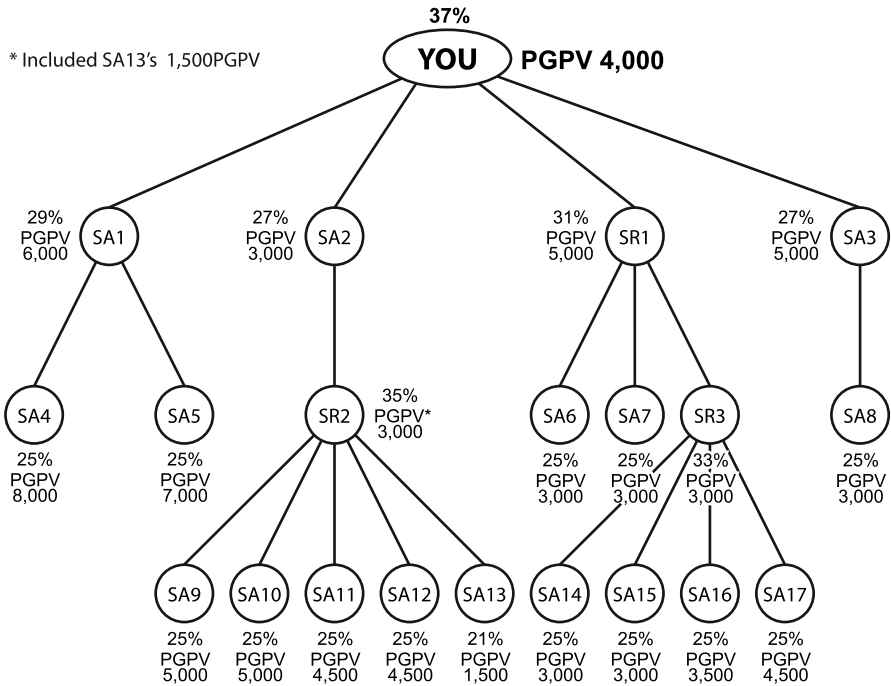 37%
* Included SA13's 1,500PGPV
YOU
PGPV 4,000
29%
PGPV
6,000
SA1
27%
PGPV
3,000
SA2
31%
PGPV
5,000
SR1
27%
PGPV
5,000
SA3
SA4
25%
PGPV
8,000
SA5
25%
PGPV
7,000
SR2
35%
PGPV*
3,000
SA6
25%
PGPV
3,000
SA7
25%
PGPV
3,000
SR3
33%
PGPV
3,000
SA8
25%
PGPV
3,000
SA9
25%
PGPV
5,000
SA10
25%
PGPV
5,000
SA11
25%
PGPV
4,500
SA12
25%
PGPV
4,500
SA13
21%
PGPV
1,500
SA14
25%
PGPV
3,000
SA15
25%
PGPV
3,000
SA16
25%
PGPV
3,500
SA17
25%
PGPV
4,500